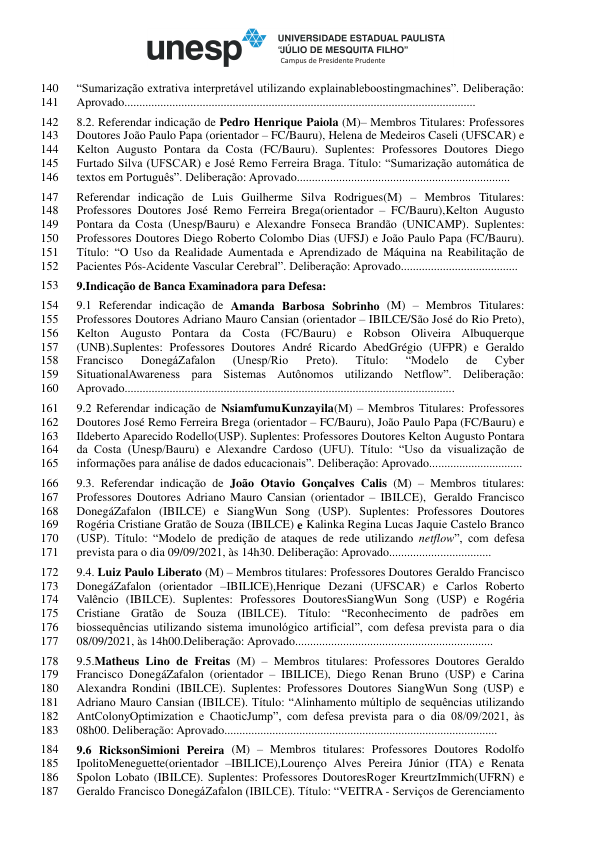 unesp
UNIVERSIDADE ESTADUAL PAULISTA
"JÚLIO DE MESQUITA FILHO"
Campus de Presidente Prudente
140 “Sumarização extrativa interpretável utilizando explainableboostingmachines”. Deliberação:
141 Aprovado.....................................................................................................................
142 8.2. Referendar indicação de Pedro Henrique Paiola (M)– Membros Titulares: Professores
143 Doutores João Paulo Papa (orientador – FC/Bauru), Helena de Medeiros Caseli (UFSCAR) e
144 Kelton Augusto Pontara da Costa (FC/Bauru). Suplentes: Professores Doutores Diego
145 Furtado Silva (UFSCAR) e José Remo Ferreira Braga. Título: “Sumarização automática de
146 textos em Português”. Deliberação: Aprovado.......................................................................
147 Referendar indicação de Luis Guilherme Silva Rodrigues(M) – Membros Titulares:
148 Professores Doutores José Remo Ferreira Brega(orientador – FC/Bauru),Kelton Augusto
149 Pontara da Costa (Unesp/Bauru) e Alexandre Fonseca Brandão (UNICAMP). Suplentes:
150 Professores Doutores Diego Roberto Colombo Dias (UFSJ) e João Paulo Papa (FC/Bauru).
151 Título: “O Uso da Realidade Aumentada e Aprendizado de Máquina na Reabilitação de
152 Pacientes Pós-Acidente Vascular Cerebral”. Deliberação: Aprovado.......................................
153 9.Indicação de Banca Examinadora para Defesa:
154 9.1 Referendar indicação de Amanda Barbosa Sobrinho (M) – Membros Titulares:
155 Professores Doutores Adriano Mauro Cansian (orientador – IBILCE/São José do Rio Preto),
156 Kelton Augusto Pontara da Costa (FC/Bauru) e Robson Oliveira Albuquerque
157 (UNB).Suplentes: Professores Doutores André Ricardo AbedGrégio (UFPR) e Geraldo
158 Francisco DonegáZafalon (Unesp/Rio Preto). Título: “Modelo de Cyber
159 SituationalAwareness para Sistemas Autônomos utilizando Netflow”. Deliberação:
160 Aprovado..............................................................................................................
161 9.2 Referendar indicação de NsiamfumuKunzayila(M) – Membros Titulares: Professores
162 Doutores José Remo Ferreira Brega (orientador – FC/Bauru), João Paulo Papa (FC/Bauru) e
163 Ildeberto Aparecido Rodello(USP). Suplentes: Professores Doutores Kelton Augusto Pontara
164 da Costa (Unesp/Bauru) e Alexandre Cardoso (UFU). Título: “Uso da visualização de
165 informações para análise de dados educacionais”. Deliberação: Aprovado...............................
166 9.3. Referendar indicação de João Otavio Gonçalves Calis (M) – Membros titulares:
167 Professores Doutores Adriano Mauro Cansian (orientador – IBILCE), Geraldo Francisco
168 DonegáZafalon (IBILCE) e SiangWun Song (USP). Suplentes: Professores Doutores
169 Rogéria Cristiane Gratão de Souza (IBILCE) e Kalinka Regina Lucas Jaquie Castelo Branco
170 (USP). Título: “Modelo de predição de ataques de rede utilizando netflow”, com defesa
171 prevista para o dia 09/09/2021, às 14h30. Deliberação: Aprovado..................................
172 9.4. Luiz Paulo Liberato (M) – Membros titulares: Professores Doutores Geraldo Francisco
173 DonegáZafalon (orientador –IBILICE),Henrique Dezani (UFSCAR) e Carlos Roberto
174 Valêncio (IBILCE). Suplentes: Professores DoutoresSiangWun Song (USP) e Rogéria
175 Cristiane Gratão de Souza (IBILCE). Título: “Reconhecimento de padrões em
176 biossequências utilizando sistema imunológico artificial”, com defesa prevista para o dia
177 08/09/2021, às 14h00.Deliberação: Aprovado..................................................................
178 9.5.Matheus Lino de Freitas (M) – Membros titulares: Professores Doutores Geraldo
179 Francisco DonegáZafalon (orientador – IBILICE), Diego Renan Bruno (USP) e Carina
180 Alexandra Rondini (IBILCE). Suplentes: Professores Doutores SiangWun Song (USP) e
181 Adriano Mauro Cansian (IBILCE). Título: “Alinhamento múltiplo de sequências utilizando
182 AntColonyOptimization e ChaoticJump”, com defesa prevista para o dia 08/09/2021, às
183 08h00. Deliberação: Aprovado...........................................................................................
184 9.6 RicksonSimioni Pereira (M) – Membros titulares: Professores Doutores Rodolfo
185 IpolitoMeneguette(orientador –IBILICE),Lourenço Alves Pereira Júnior (ITA) e Renata
186 Spolon Lobato (IBILCE). Suplentes: Professores DoutoresRoger KreurtzImmich(UFRN) e
187 Geraldo Francisco DonegáZafalon (IBILCE). Título: “VEITRA - Serviços de Gerenciamento